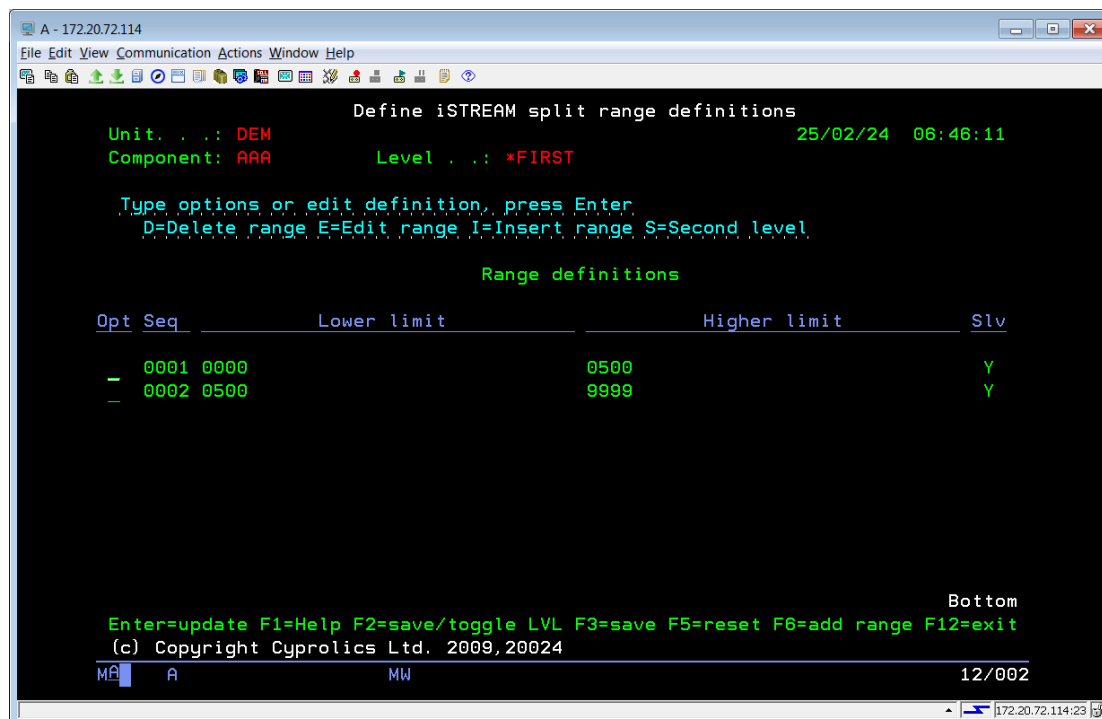 A - 172.20.72.114
File Edit View Communication Actions Window Help
Define iSTREAM split range definitions
Unit. . .: DEM 25/02/24 06:46:11
Component: AAA Level . .: *FIRST
Type options or edit definition, press Enter
D=Delete range E=Edit range I=Insert range S=Second level
Range definitions
Opt Seq Lower limit Higher limit Slv
0001 0000 0500 Y
0002 0500 9999 Y
Bottom
Enter=update F1=Help F2=save/toggle LVL F3=save F5=reset F6=add range F12=exit
(c) Copyright Cyprolics Ltd. 2009,20024
MA A MW 12/002
172.20.72.114:23